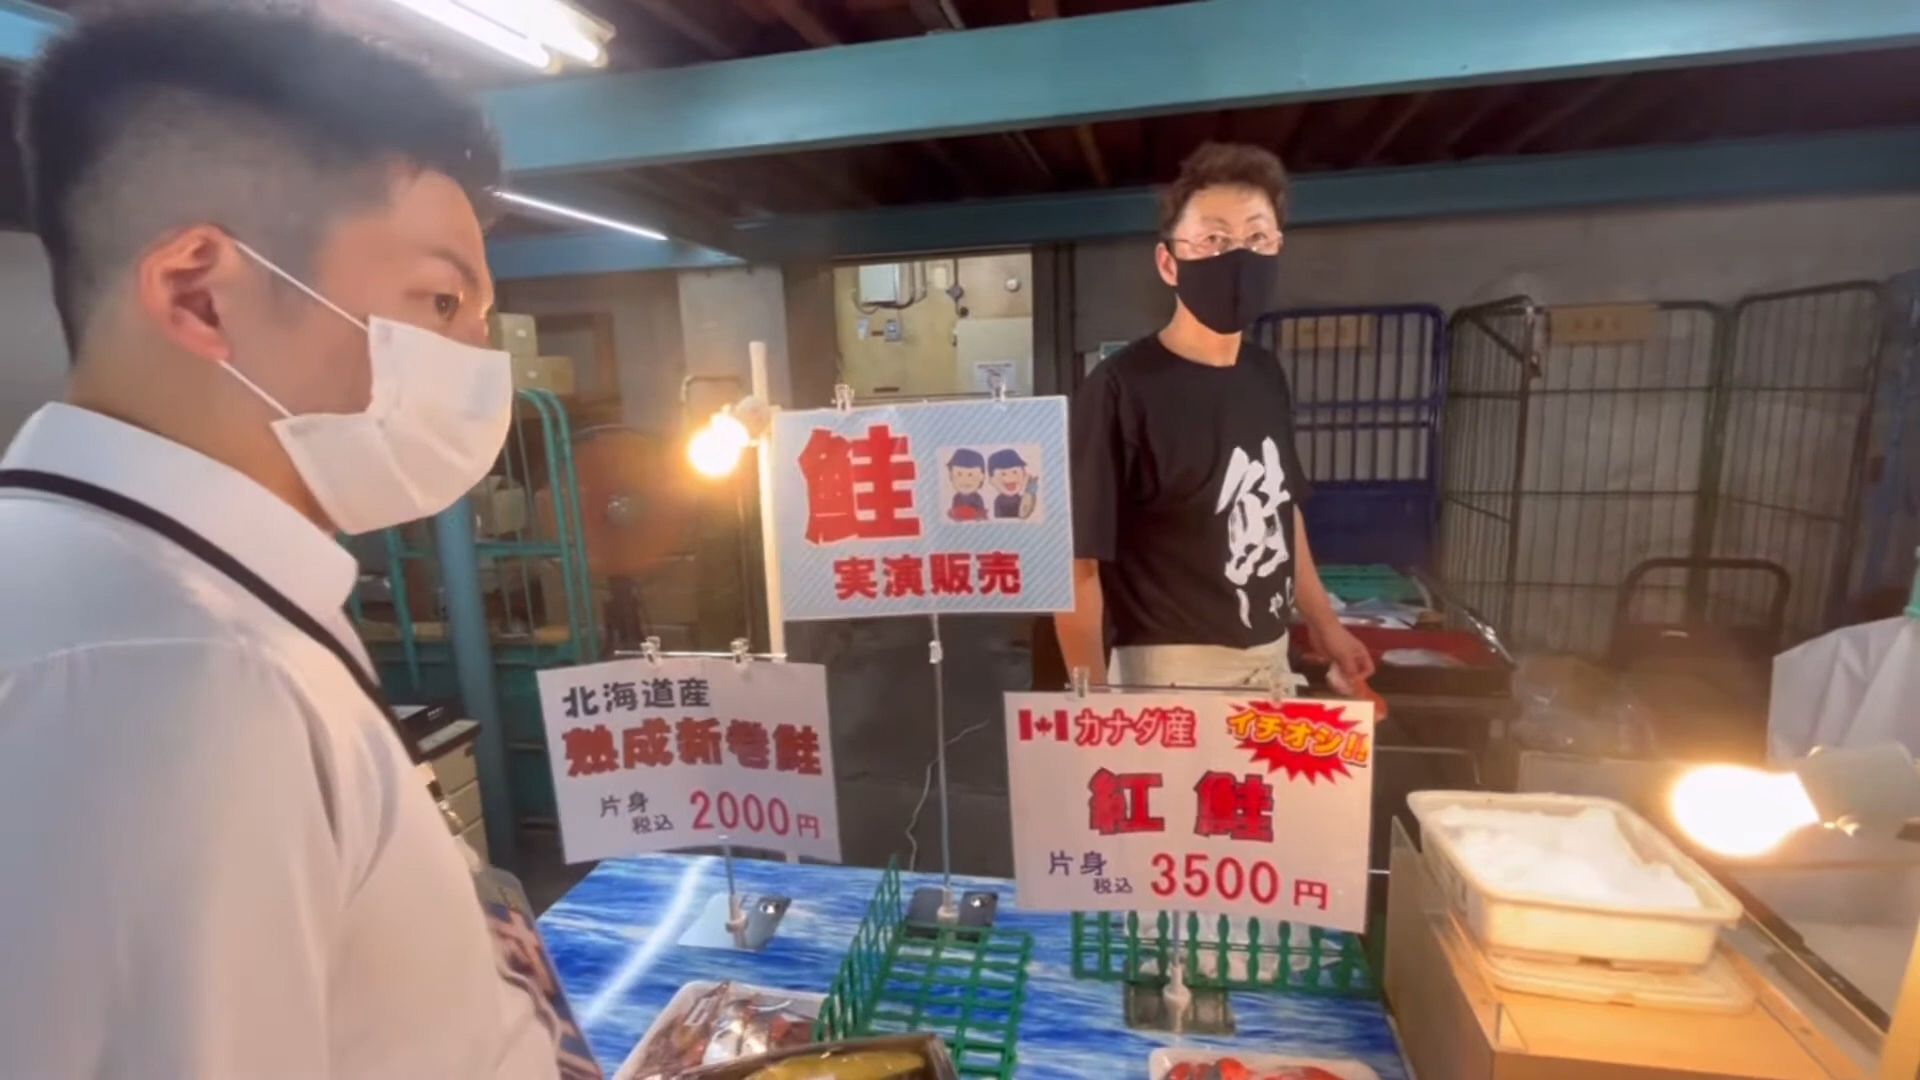 鮭
実演販売
鮭
しゃけ
北海道産
熟成新巻鮭
片身
税込 2000円
カナダ産
イチオシ!!
紅鮭
片身
税込 3500円